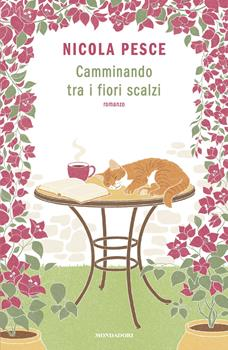 NICOLA PESCE
Camminando
tra i fiori scalzi
romanzo
MONDADORI